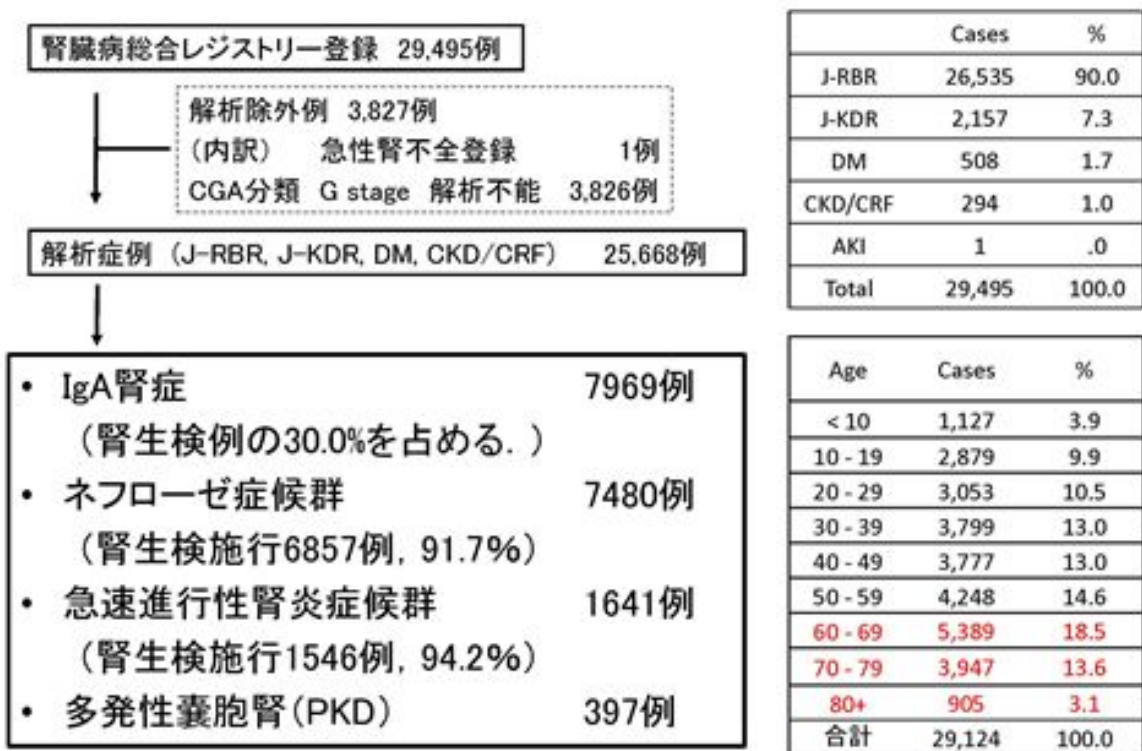 腎臓病総合レジストリー登録 29,495例
解析除外例 3,827例
(内訳) 急性腎不全登録 1例
CGA分類 G stage 解析不能 3,826例
解析症例 (J-RBR, J-KDR, DM, CKD/CRF) 25,668例
• IgA腎症 7969例
(腎生検例の30.0%を占める. )
• ネフローゼ症候群 7480例
(腎生検施行6857例, 91.7%)
• 急速進行性腎炎症候群 1641例
(腎生検施行1546例, 94.2%)
• 多発性嚢胞腎(PKD) 397例
Cases %
J-RBR 26,535 90.0
J-KDR 2,157 7.3
DM 508 1.7
CKD/CRF 294 1.0
AKI 1 .0
Total 29,495 100.0
Age Cases %
< 10 1,127 3.9
10 - 19 2,879 9.9
20 - 29 3,053 10.5
30 - 39 3,799 13.0
40 - 49 3,777 13.0
50 - 59 4,248 14.6
60 - 69 5,389 18.5
70 - 79 3,947 13.6
80+ 905 3.1
合計 29,124 100.0